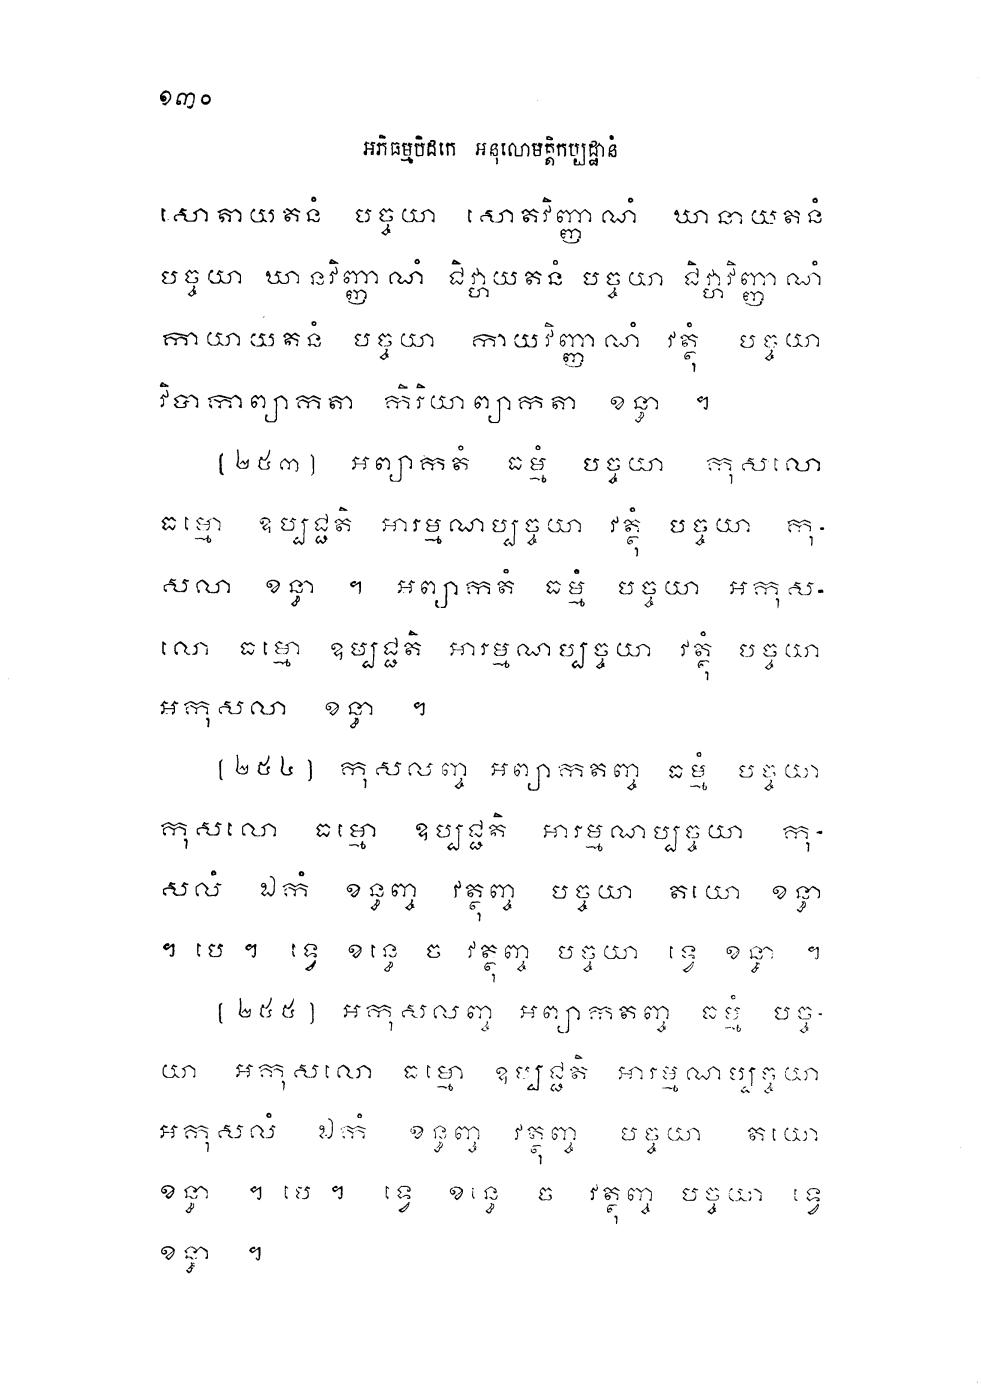 ១៣០
អភិធម្មបិដកេ អនុលោមត្តិកប្បដ្ឋានំ
សោតាយតនំ បច្ចយា សោតវិញ្ញាណំ ឃានាយតនំ
បច្ចយា ឃានវិញ្ញាណំ ជិវ្ហាយតនំ បច្ចយា ជិវ្ហាវិញ្ញាណំ
កាយាយតនំ បច្ចយា កាយវិញ្ញាណំ វត្ថុំ បច្ចយា
វិបាកាព្យាកតា កិរិយាព្យាកតា ខន្ធា ។
(២៥៣) អព្យាកតំ ធម្មំ បច្ចយា កុសលោ
ធម្មោ ឧប្បជ្ជតិ អារម្មណប្បច្ចយា វត្ថុំ បច្ចយា កុ-
សលា ខន្ធា ។ អព្យាកតំ ធម្មំ បច្ចយា អកុស-
លោ ធម្មោ ឧប្បជ្ជតិ អារម្មណប្បច្ចយា វត្ថុំ បច្ចយា
អកុសលា ខន្ធា ។
(២៥៤) កុសលញ្ច អព្យាកតញ្ច ធម្មំ បច្ចយា
កុសលោ ធម្មោ ឧប្បជ្ជតិ អារម្មណប្បច្ចយា កុ-
សលំ ឯកំ ខន្ធញ្ច វត្ថុញ្ច បច្ចយា តយោ ខន្ធា
។ បេ ។ ទ្វេ ខន្ធេ ច វត្ថុញ្ច បច្ចយា ទ្វេ ខន្ធា ។
(២៥៥) អកុសលញ្ច អព្យាកតញ្ច ធម្មំ បច្ច-
យា អកុសលោ ធម្មោ ឧប្បជ្ជតិ អារម្មណប្បច្ចយា
អកុសលំ ឯកំ ខន្ធញ្ច វត្ថុញ្ច បច្ចយា តយោ
ខន្ធា ។ បេ ។ ទ្វេ ខន្ធេ ច វត្ថុញ្ច បច្ចយា ទ្វេ
ខន្ធា ។